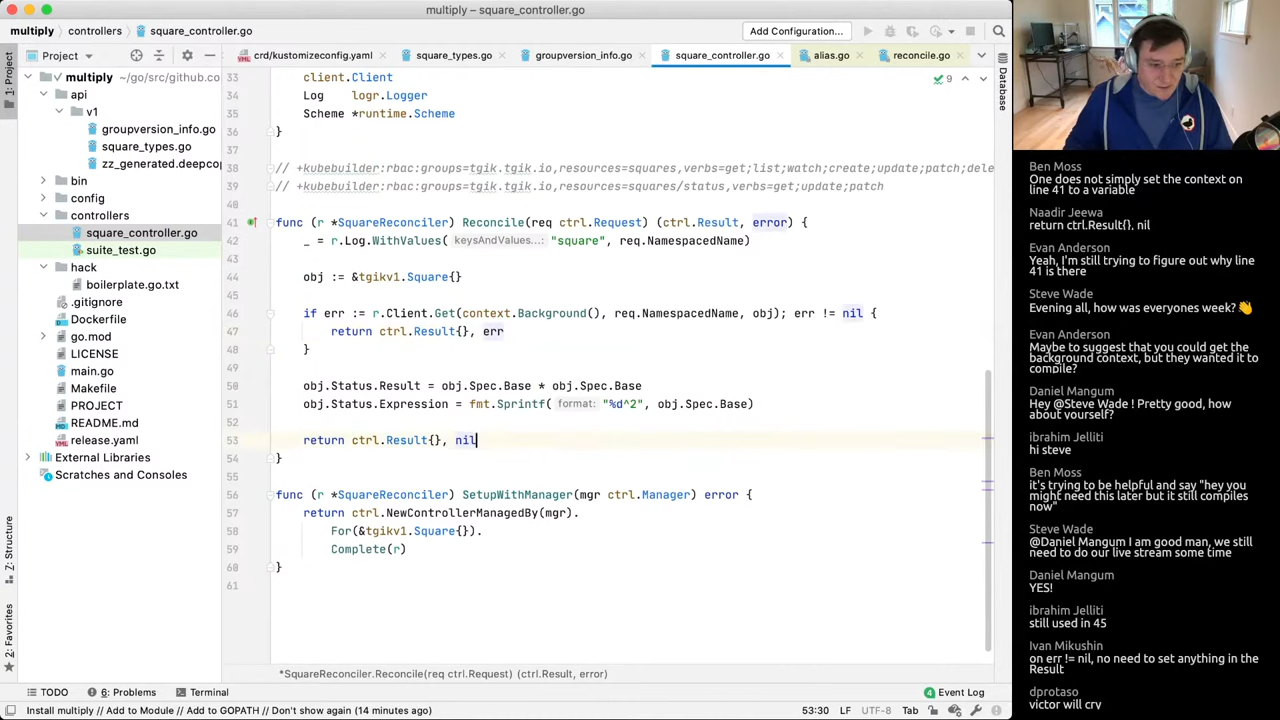 multiply – square_controller.go
multiply controllers square_controller.go
Add Configuration...
Project
crd/kustomizeconfig.yaml
square_types.go
groupversion_info.go
square_controller.go
alias.go
reconcile.go
1: Project
Z: Structure
2: Favorites
Database
multiply ~/go/src/github.co
api
v1
groupversion_info.go
square_types.go
zz_generated.deepcop
bin
config
controllers
square_controller.go
suite_test.go
hack
boilerplate.go.txt
.gitignore
Dockerfile
go.mod
LICENSE
main.go
Makefile
PROJECT
README.md
release.yaml
External Libraries
Scratches and Consoles
9
33 client.Client
34 Log logr.Logger
35 Scheme *runtime.Scheme
36 }
37
38 // +kubebuilder:rbac:groups=tgik.tgik.io,resources=squares,verbs=get;list;watch;create;update;patch;dele
39 // +kubebuilder:rbac:groups=tgik.tgik.io,resources=squares/status,verbs=get;update;patch
40
41 func (r *SquareReconciler) Reconcile(req ctrl.Request) (ctrl.Result, error) {
42 _ = r.Log.WithValues( keysAndValues...: "square", req.NamespacedName)
43
44 obj := &tgikv1.Square{}
45
46 if err := r.Client.Get(context.Background(), req.NamespacedName, obj); err != nil {
47 return ctrl.Result{}, err
48 }
49
50 obj.Status.Result = obj.Spec.Base * obj.Spec.Base
51 obj.Status.Expression = fmt.Sprintf( format: "%d^2", obj.Spec.Base)
52
53 return ctrl.Result{}, nil
54 }
55
56 func (r *SquareReconciler) SetupWithManager(mgr ctrl.Manager) error {
57 return ctrl.NewControllerManagedBy(mgr).
58 For(&tgikv1.Square{}).
59 Complete(r)
60 }
61
*SquareReconciler.Reconcile(req ctrl.Request) (ctrl.Result, error)
TODO
6: Problems
Terminal
4 Event Log
Install multiply // Add to Module // Add to GOPATH // Don't show again (14 minutes ago)
53:30 LF UTF-8 Tab
Ben Moss
One does not simply set the context on
line 41 to a variable
Naadir Jeewa
return ctrl.Result{}, nil
Evan Anderson
Yeah, I'm still trying to figure out why line
41 is there
Steve Wade
Evening all, how was everyones week? 👋
Evan Anderson
Maybe to suggest that you could get the
background context, but they wanted it to
compile?
Daniel Mangum
Hey @Steve Wade ! Pretty good, how
about yourself?
ibrahim Jelliti
hi steve
Ben Moss
it's trying to be helpful and say "hey you
might need this later but it still compiles
now"
Steve Wade
@Daniel Mangum I am good man, we still
need to do our live stream some time
Daniel Mangum
YES!
ibrahim Jelliti
still used in 45
Ivan Mikushin
on err != nil, no need to set anything in the
Result
dprotaso
victor will cry